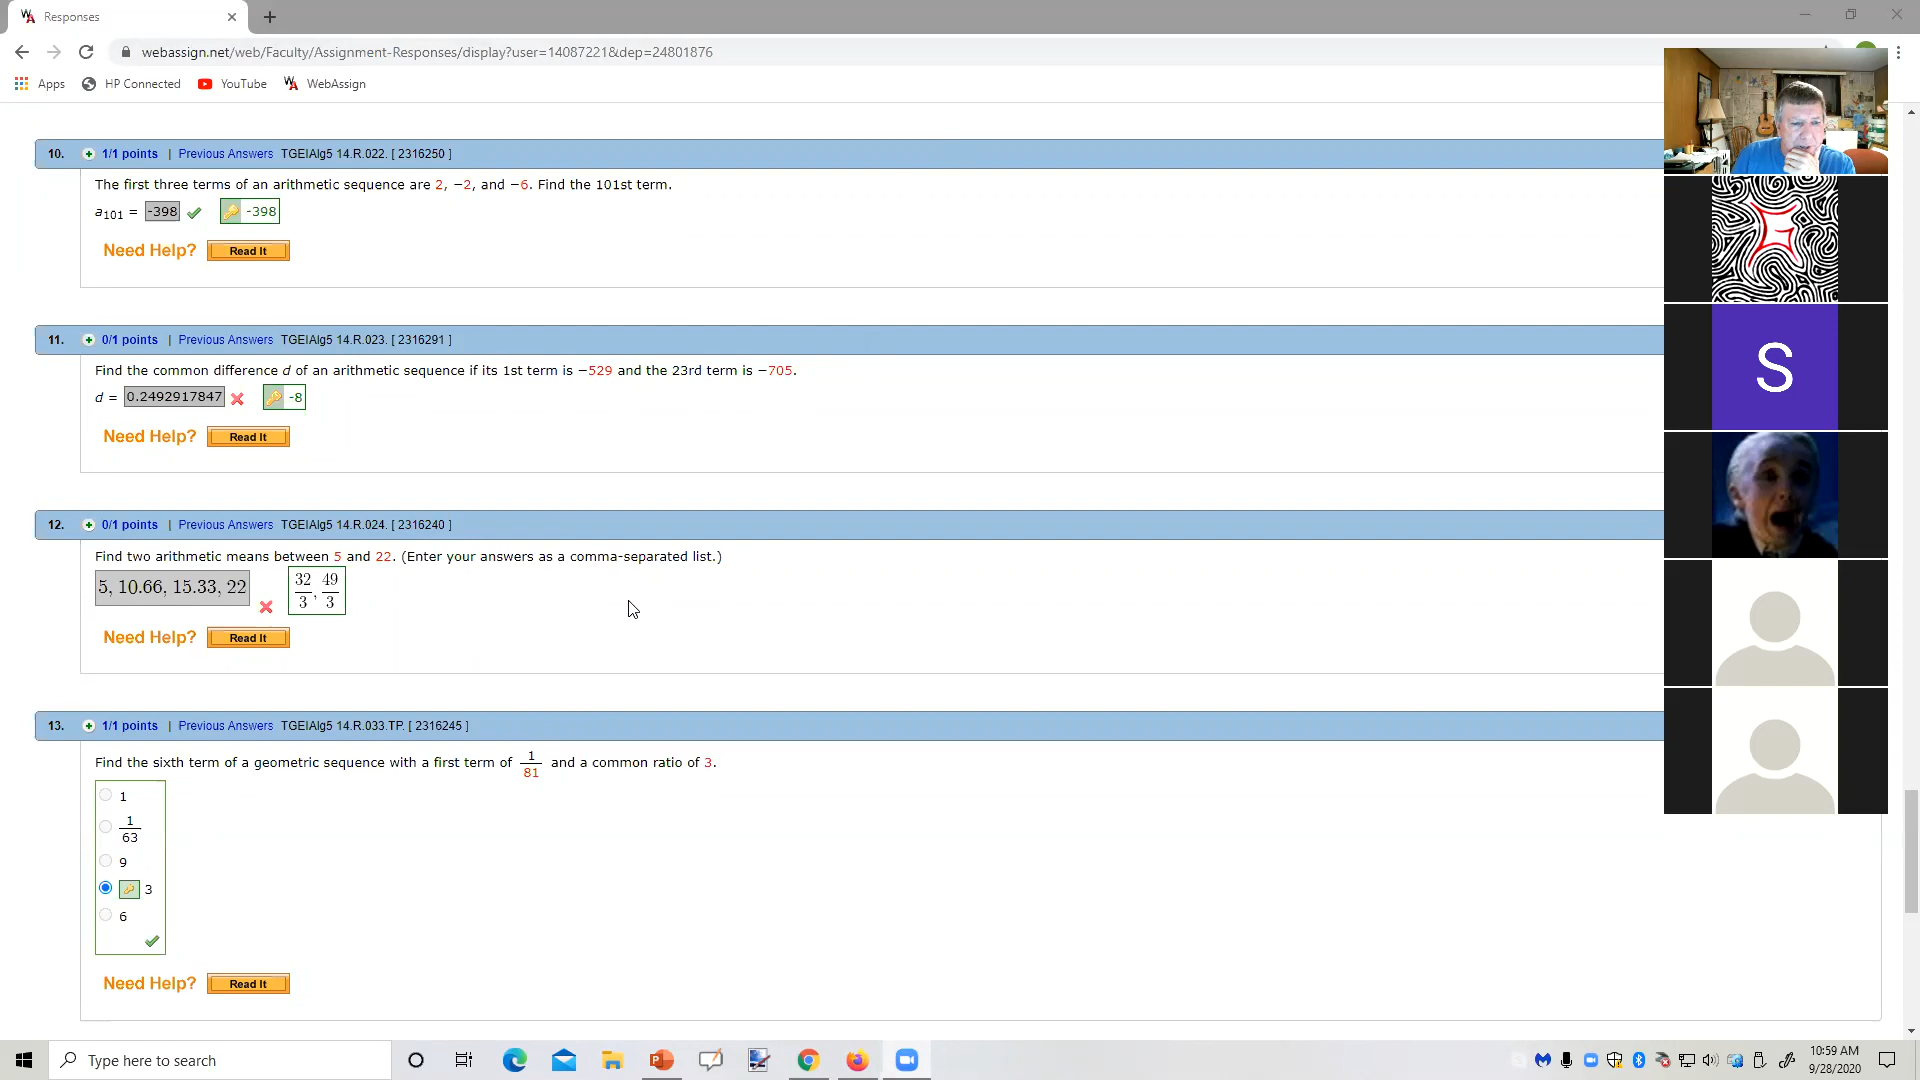 Responses
webassign.net/web/Faculty/Assignment-Responses/display?user=14087221&dep=24801876
Apps HP Connected YouTube WebAssign
10. 1/1 points | Previous Answers TGEIAlg5 14.R.022. [ 2316250 ]
The first three terms of an arithmetic sequence are 2, −2, and −6. Find the 101st term.
a101 = -398 -398
Need Help? Read It
11. 0/1 points | Previous Answers TGEIAlg5 14.R.023. [ 2316291 ]
Find the common difference d of an arithmetic sequence if its 1st term is −529 and the 23rd term is −705.
d = 0.2492917847 -8
Need Help? Read It
12. 0/1 points | Previous Answers TGEIAlg5 14.R.024. [ 2316240 ]
Find two arithmetic means between 5 and 22. (Enter your answers as a comma-separated list.)
5, 10.66, 15.33, 22 32/3, 49/3
Need Help? Read It
13. 1/1 points | Previous Answers TGEIAlg5 14.R.033.TP. [ 2316245 ]
Find the sixth term of a geometric sequence with a first term of 1/81 and a common ratio of 3.
1
1/63
9
3
6
Need Help? Read It
S
Type here to search
10:59 AM
9/28/2020